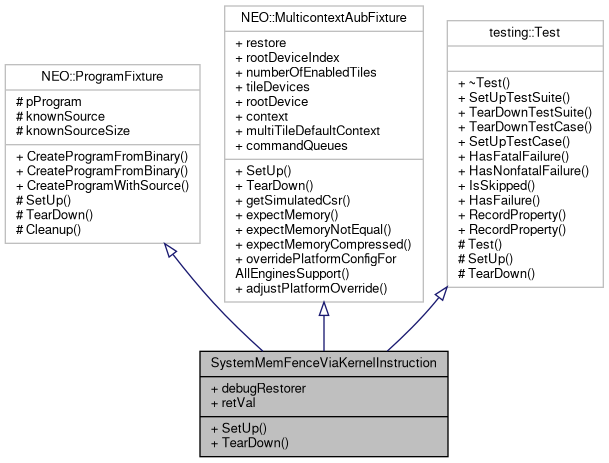 NEO::ProgramFixture
# pProgram
# knownSource
# knownSourceSize
+ CreateProgramFromBinary()
+ CreateProgramFromBinary()
+ CreateProgramWithSource()
# SetUp()
# TearDown()
# Cleanup()
NEO::MulticontextAubFixture
+ restore
+ rootDeviceIndex
+ numberOfEnabledTiles
+ tileDevices
+ rootDevice
+ context
+ multiTileDefaultContext
+ commandQueues
+ SetUp()
+ TearDown()
+ getSimulatedCsr()
+ expectMemory()
+ expectMemoryNotEqual()
+ expectMemoryCompressed()
+ overridePlatformConfigFor
AllEnginesSupport()
+ adjustPlatformOverride()
testing::Test
+ ~Test()
+ SetUpTestSuite()
+ TearDownTestSuite()
+ TearDownTestCase()
+ SetUpTestCase()
+ HasFatalFailure()
+ HasNonfatalFailure()
+ IsSkipped()
+ HasFailure()
+ RecordProperty()
+ RecordProperty()
# Test()
# SetUp()
# TearDown()
SystemMemFenceViaKernelInstruction
+ debugRestorer
+ retVal
+ SetUp()
+ TearDown()